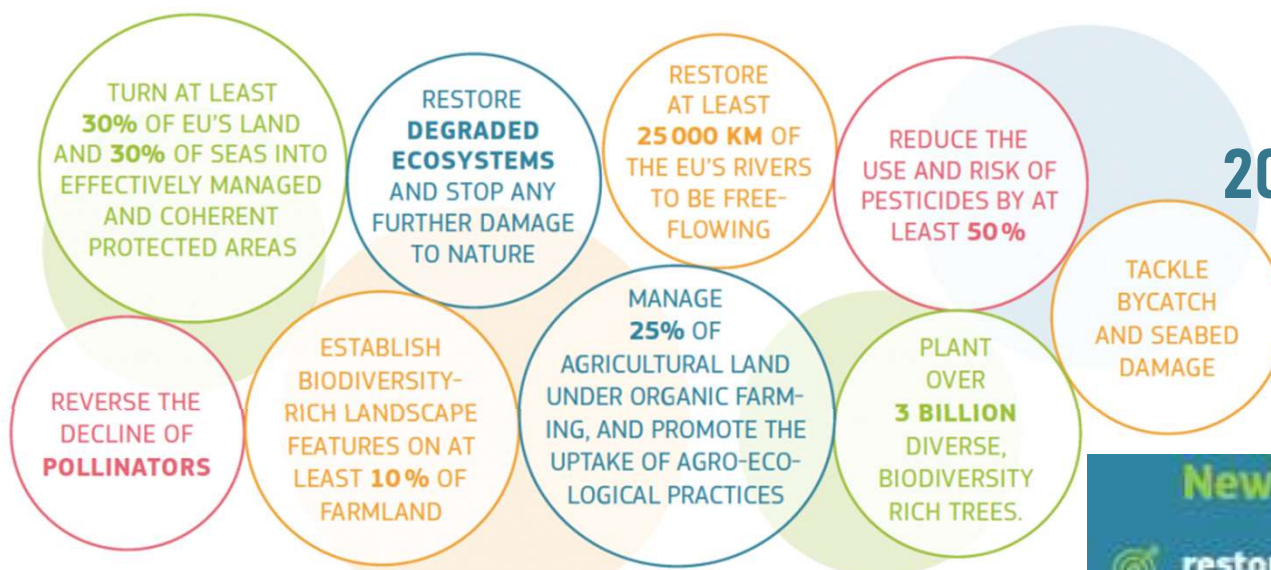 TURN AT LEAST
30% OF EU'S LAND
AND 30% OF SEAS INTO
EFFECTIVELY MANAGED
AND COHERENT
PROTECTED AREAS
RESTORE
DEGRADED
ECOSYSTEMS
AND STOP ANY
FURTHER DAMAGE
TO NATURE
RESTORE
AT LEAST
25 000 KM OF
THE EU'S RIVERS
TO BE FREE-
FLOWING
REDUCE THE
USE AND RISK OF
PESTICIDES BY AT
LEAST 50%
TACKLE
BYCATCH
AND SEABED
DAMAGE
REVERSE THE
DECLINE OF
POLLINATORS
ESTABLISH
BIODIVERSITY-
RICH LANDSCAPE
FEATURES ON AT
LEAST 10% OF
FARMLAND
MANAGE
25% OF
AGRICULTURAL LAND
UNDER ORGANIC FARM-
ING, AND PROMOTE THE
UPTAKE OF AGRO-ECO-
LOGICAL PRACTICES
PLANT
OVER
3 BILLION
DIVERSE,
BIODIVERSITY
RICH TREES.
New